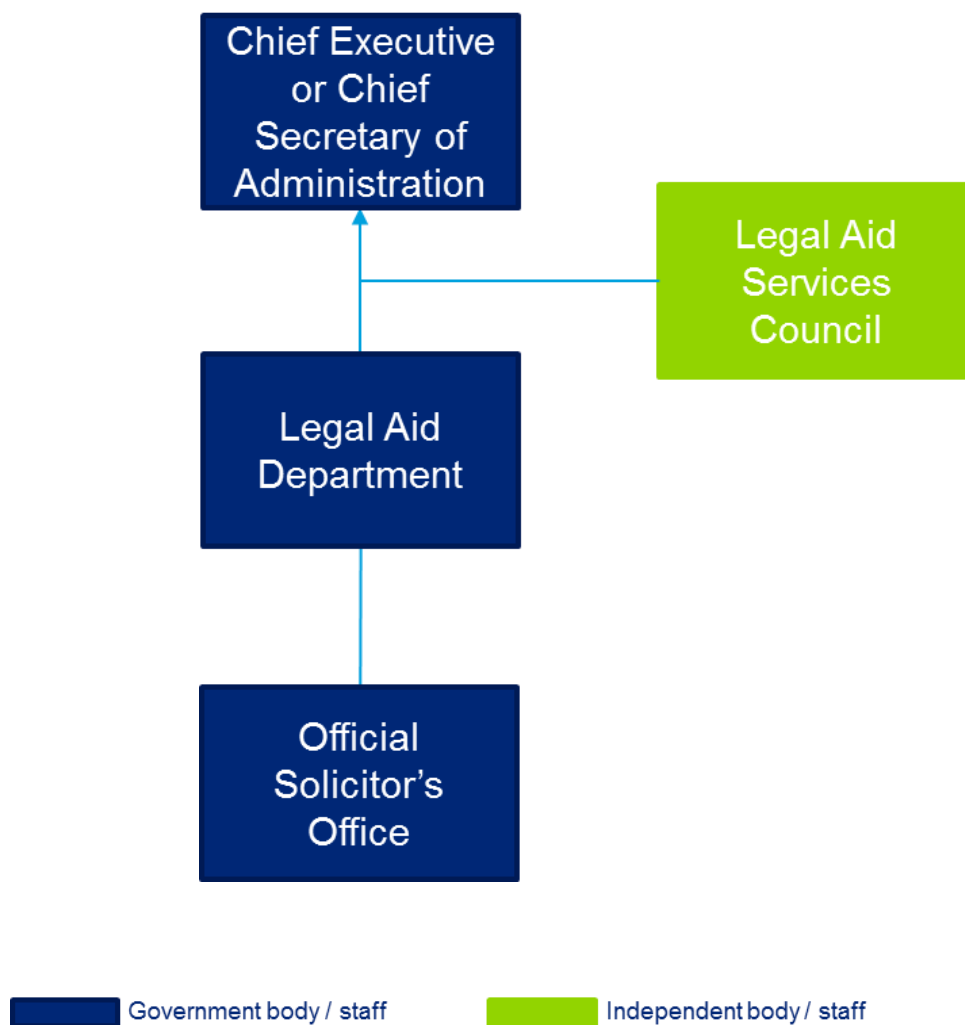 Chief Executive
or Chief
Secretary of
Administration
Legal Aid
Services
Council
Legal Aid
Department
Official
Solicitor’s
Office
Government body / staff
Independent body / staff